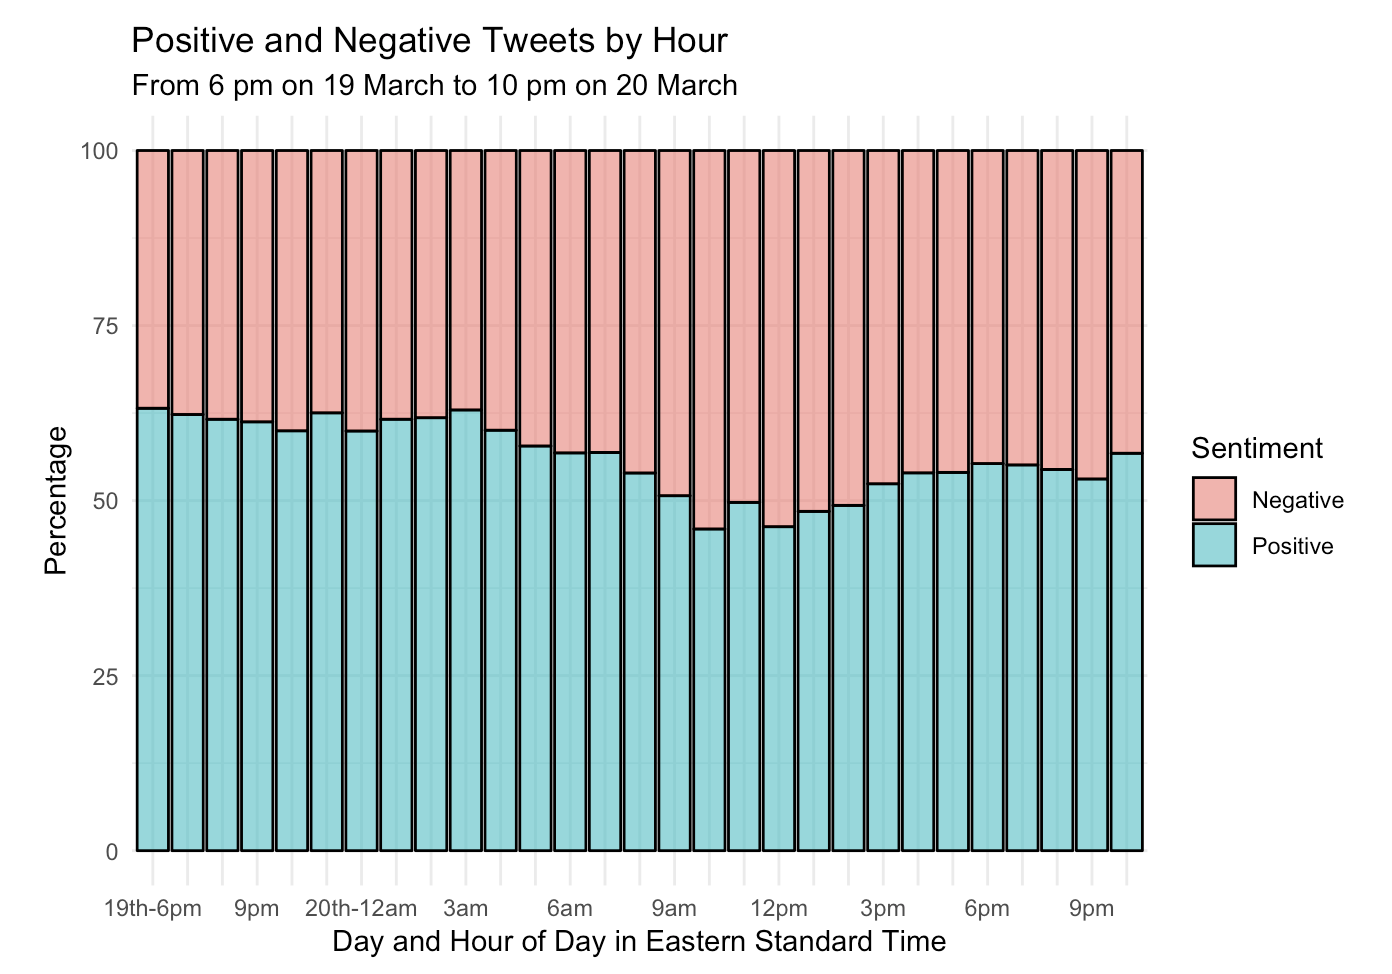 Positive and Negative Tweets by Hour
From 6 pm on 19 March to 10 pm on 20 March
100
75
50
25
0
Percentage
19th-6pm 9pm 20th-12am 3am 6am 9am 12pm 3pm 6pm 9pm
Day and Hour of Day in Eastern Standard Time
Sentiment
Negative
Positive